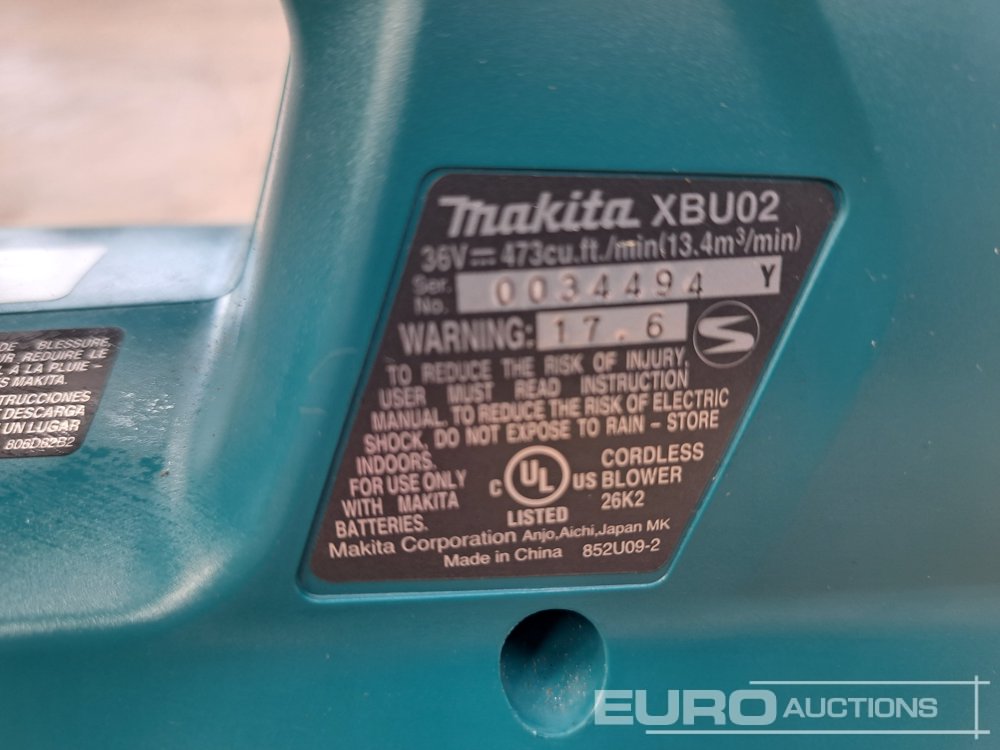 makita XBU02
36V 473cu.ft./min(13.4m³/min)
Ser. No. 0034494 Y
WARNING: 17.6
TO REDUCE THE RISK OF INJURY,
USER MUST READ INSTRUCTION
MANUAL. TO REDUCE THE RISK OF ELECTRIC
SHOCK, DO NOT EXPOSE TO RAIN - STORE
INDOORS.
FOR USE ONLY
WITH MAKITA
BATTERIES.
C UL US
LISTED
CORDLESS
BLOWER
26K2
Makita Corporation Anjo,Aichi,Japan MK
Made in China 852U09-2
DE BLESSURE,
UR REDUIRE LE
L A LA PLUIE -
S MAKITA.
STRUCCIONES
DESCARGA
UN LUGAR
EURO AUCTIONS